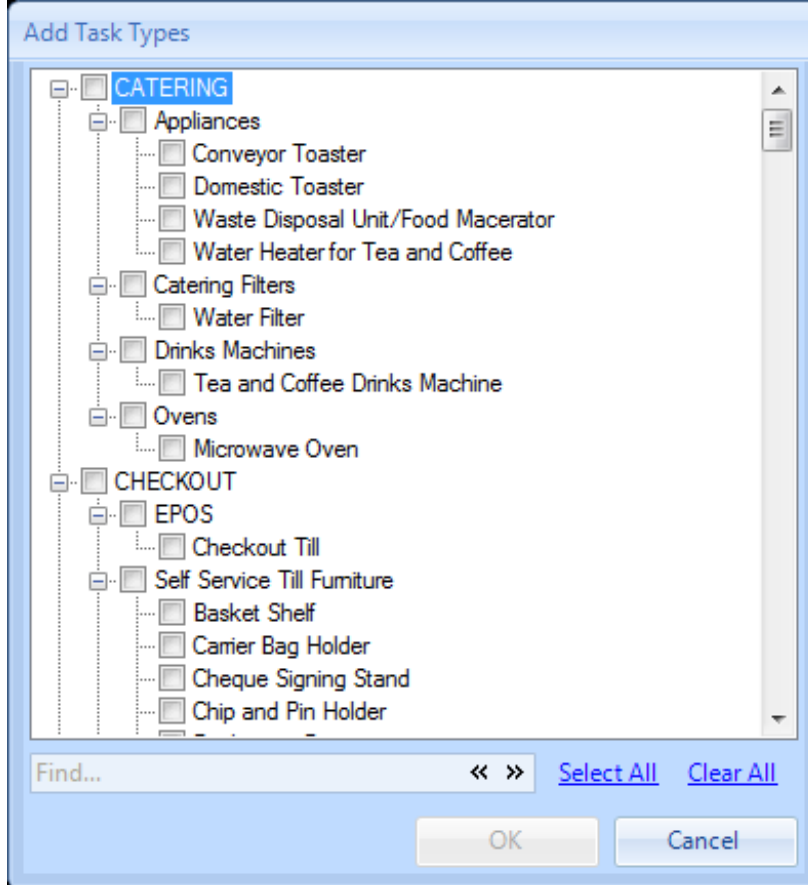 Add Task Types
CATERING
Appliances
Conveyor Toaster
Domestic Toaster
Waste Disposal Unit/Food Macerator
Water Heater for Tea and Coffee
Catering Filters
Water Filter
Drinks Machines
Tea and Coffee Drinks Machine
Ovens
Microwave Oven
CHECKOUT
EPOS
Checkout Till
Self Service Till Furniture
Basket Shelf
Carrier Bag Holder
Cheque Signing Stand
Chip and Pin Holder
Find... « » Select All Clear All
OK Cancel